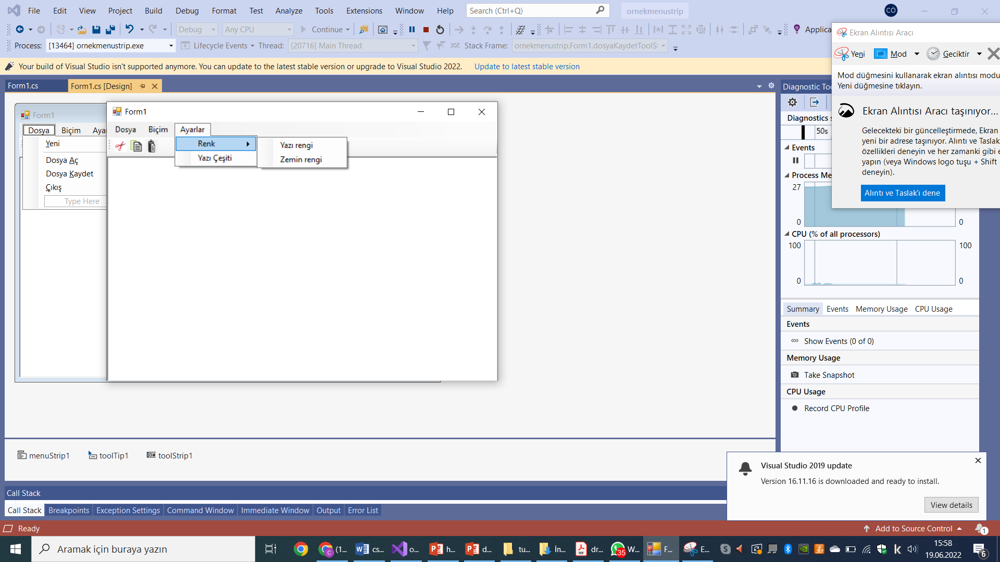 File Edit View Project Build Debug Format Test Analyze Tools Extensions Window Help Search (Ctrl+Q) ornekmenustrip CÖ
Debug Any CPU Continue Applica
Process: [13464] ornekmenustrip.exe Lifecycle Events Thread: [20716] Main Thread Stack Frame: ornekmenustrip.Form1.dosyaKaydetToolSt
Your build of Visual Studio isn't supported anymore. You can update to the latest stable version or upgrade to Visual Studio 2022. Update to latest stable version
Form1.cs Form1.cs [Design]
Form1
Dosya Biçim Aya
Yeni
Dosya Aç
Dosya Kaydet
Çıkış
Type Here
Form1
Dosya Biçim Ayarlar
Renk
Yazı Çeşiti
Yazı rengi
Zemin rengi
Ekran Alıntısı Aracı
Yeni Mod Geciktir
Mod düğmesini kullanarak ekran alıntısı modu
Yeni düğmesine tıklayın.
Ekran Alıntısı Aracı taşınıyor...
Gelecekteki bir güncelleştirmede, Ekran
yeni bir adrese taşınıyor. Alıntı ve Taslak
özellikleri deneyin ve her zamanki gibi e
yapın (veya Windows logo tuşu + Shift
deneyin).
Alıntı ve Taslak'ı dene
Diagnostic Too
Diagnostics s
50s
Events
Process Me
27
0 0
CPU (% of all processors)
100 100
0 0
Summary Events Memory Usage CPU Usage
Events
Show Events (0 of 0)
Memory Usage
Take Snapshot
CPU Usage
Record CPU Profile
menuStrip1 toolTip1 toolStrip1
Visual Studio 2019 update
Version 16.11.16 is downloaded and ready to install.
View details
Call Stack
Call Stack Breakpoints Exception Settings Command Window Immediate Window Output Error List
Ready Add to Source Control 1
Aramak için buraya yazın (1... cs... o... h... d... tu... İn... dr... 35 W... F... E... 15:58
19.06.2022 6